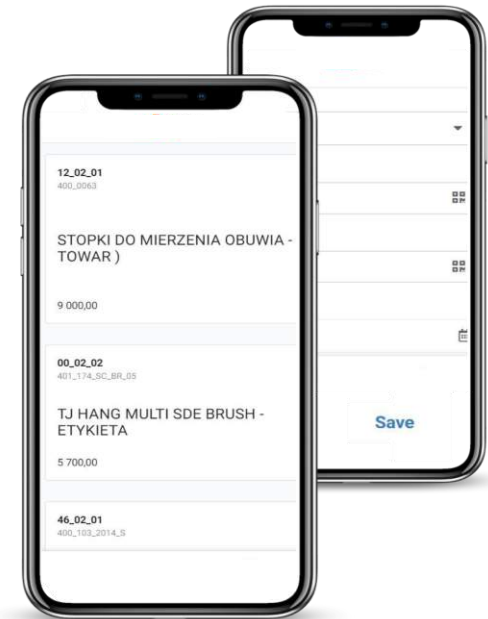 12_02_01
400_0063
STOPKI DO MIERZENIA OBUWIA -
TOWAR )
9 000,00
00_02_02
401_174_SC_BR_05
TJ HANG MULTI SDE BRUSH -
ETYKIETA
5 700,00
46_02_01
400_103_2014_S
Save